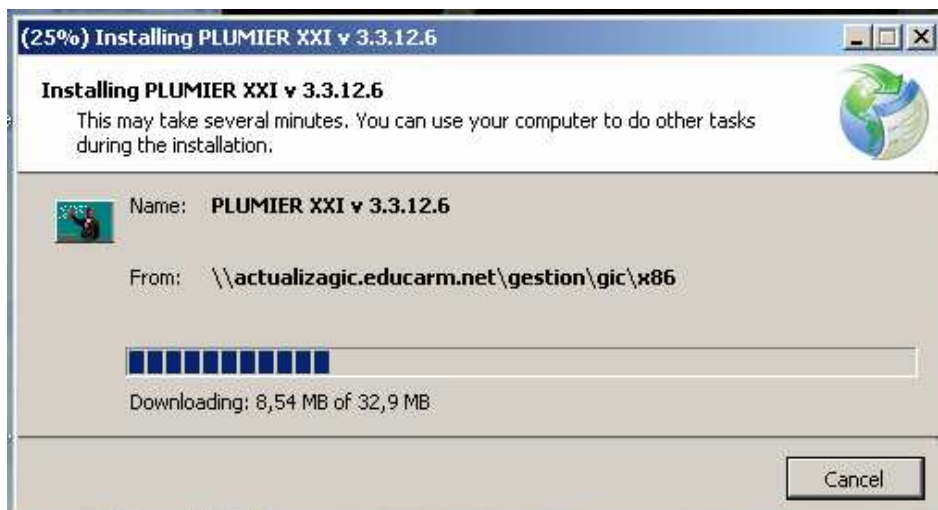 (25%) Installing PLUMIER XXI v 3.3.12.6
Installing PLUMIER XXI v 3.3.12.6
This may take several minutes. You can use your computer to do other tasks
during the installation.
Name: PLUMIER XXI v 3.3.12.6
From: \\actualizagic.educarm.net\gestion\gic\x86
Downloading: 8,54 MB of 32,9 MB
Cancel